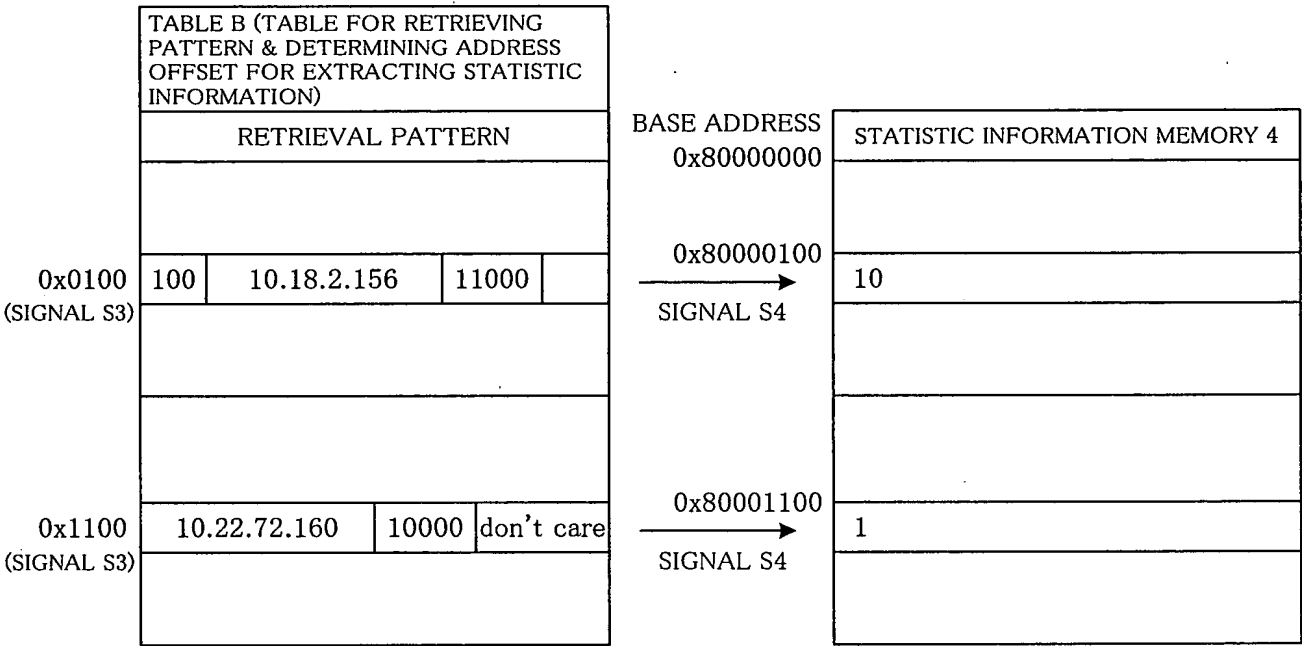 TABLE B (TABLE FOR RETRIEVING
PATTERN & DETERMINING ADDRESS
OFFSET FOR EXTRACTING STATISTIC
INFORMATION)
RETRIEVAL PATTERN
BASE ADDRESS
0x80000000
STATISTIC INFORMATION MEMORY 4
0x80000100
0x0100
(SIGNAL S3)
100 10.18.2.156 11000
SIGNAL S4
10
0x80001100
0x1100
(SIGNAL S3)
10.22.72.160 10000 don't care
SIGNAL S4
1